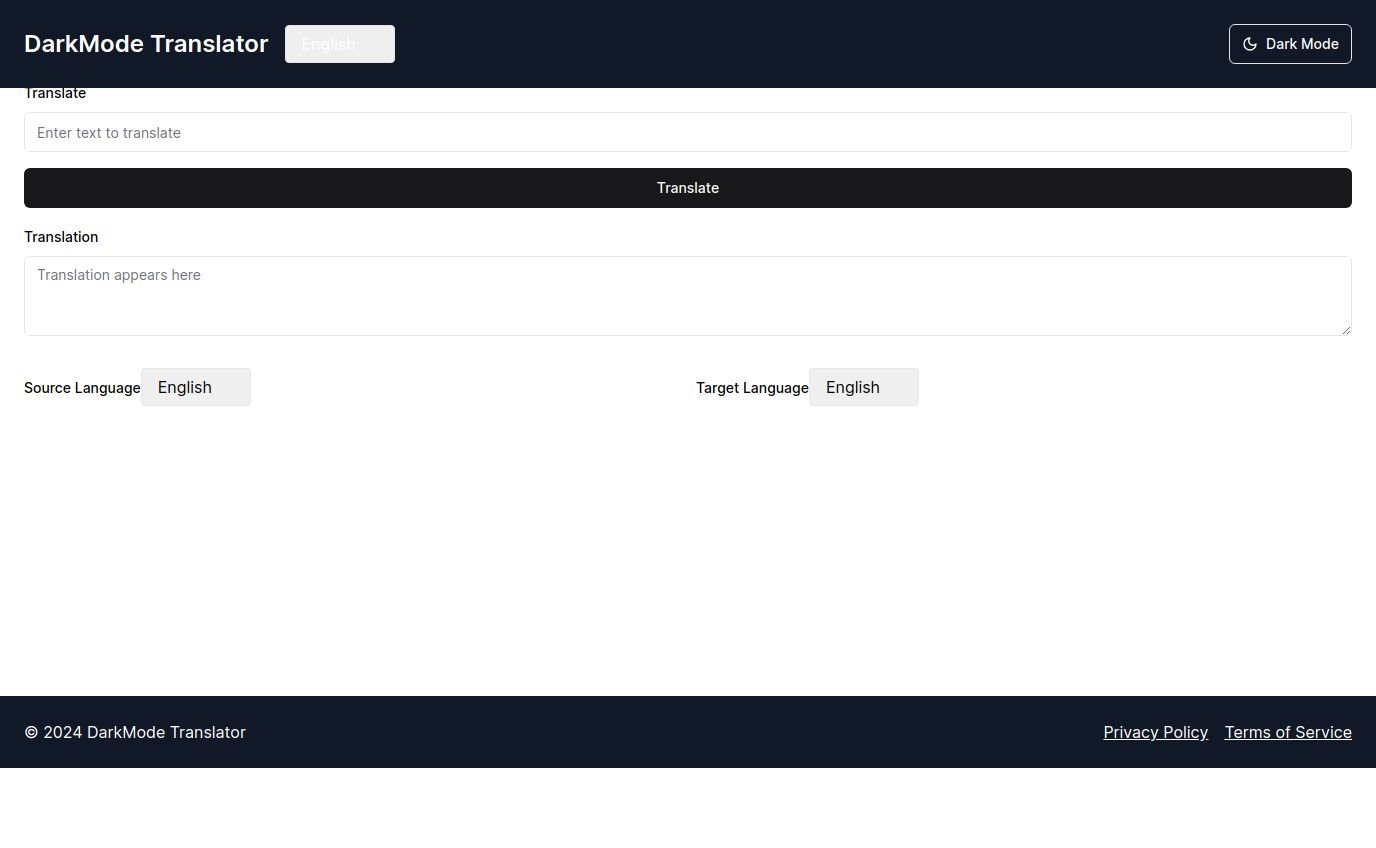 DarkMode Translator
English
Dark Mode
Translate
Enter text to translate
Translate
Translation
Translation appears here
Source Language English
Target Language English
© 2024 DarkMode Translator
Privacy Policy
Terms of Service